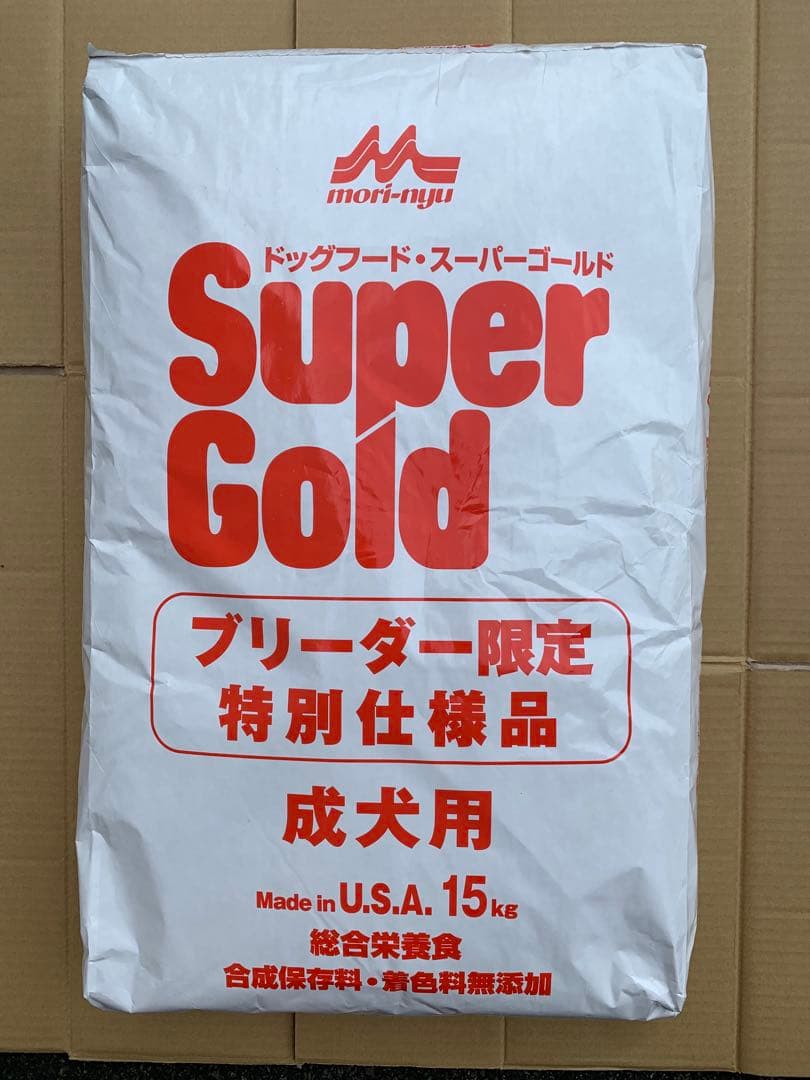 mori-nyu
ドッグフード・スーパーゴールド
Super
Gold
ブリーダー限定
特別仕様品
成犬用
Made in U.S.A. 15kg
総合栄養食
合成保存料・着色料無添加